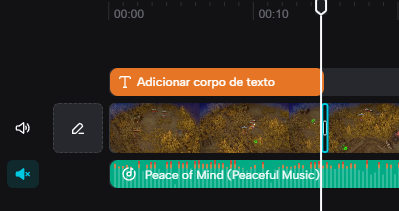 00:00 00:10
Adicionar corpo de texto
Peace of Mind (Peaceful Music)